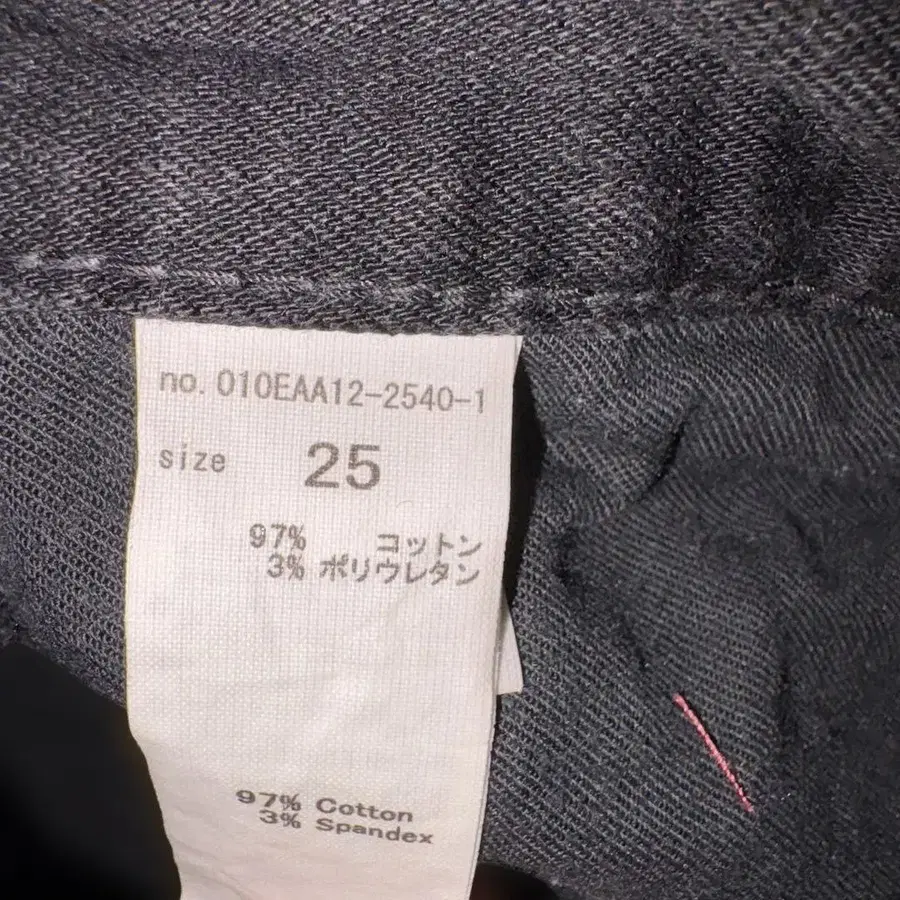 no. 010EAA12-2540-1
size 25
97% コットン
3% ポリウレタン
97% Cotton
3% Spandex